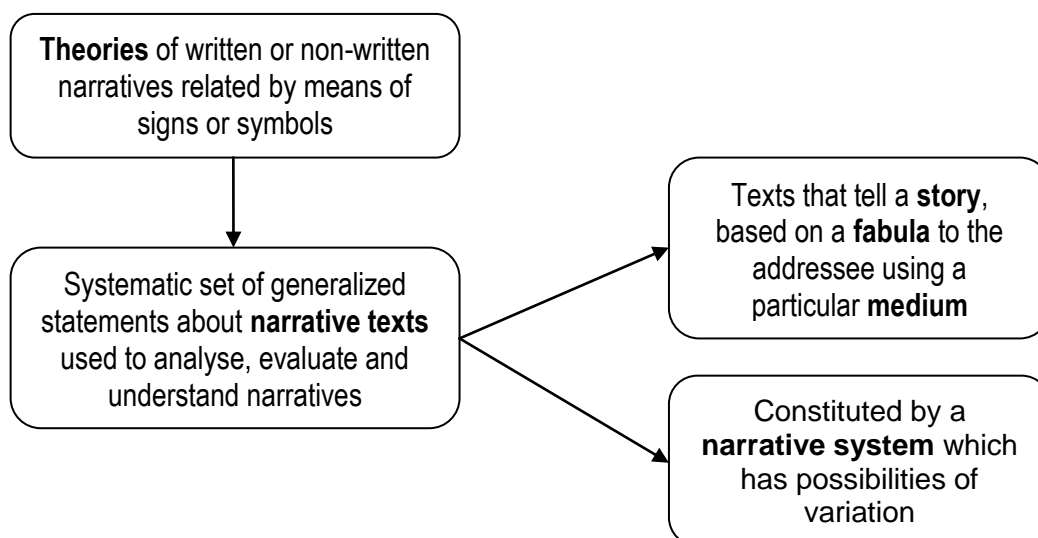 Theories of written or non-written
narratives related by means of
signs or symbols
Systematic set of generalized
statements about narrative texts
used to analyse, evaluate and
understand narratives
Texts that tell a story,
based on a fabula to the
addressee using a
particular medium
Constituted by a
narrative system which
has possibilities of
variation